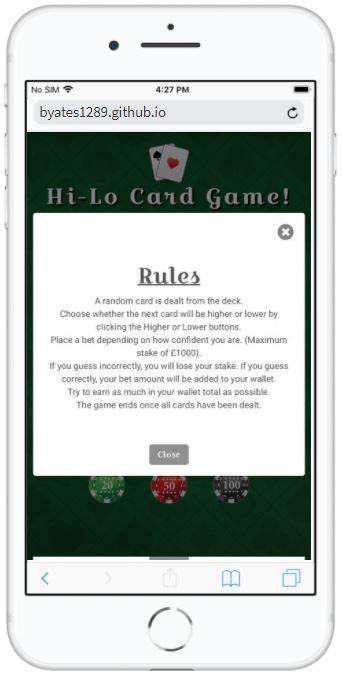 No SIM 4:27 PM
byates1289.github.io
Hi-Lo Card Game!
Rules
A random card is dealt from the deck.
Choose whether the next card will be higher or lower by
clicking the Higher or Lower buttons.
Place a bet depending on how confident you are. (Maximum
stake of £1000).
If you guess incorrectly, you will lose your stake. If you guess
correctly, your bet amount will be added to your wallet.
Try to earn as much in your wallet total as possible.
The game ends once all cards have been dealt.
Close
20 50 100